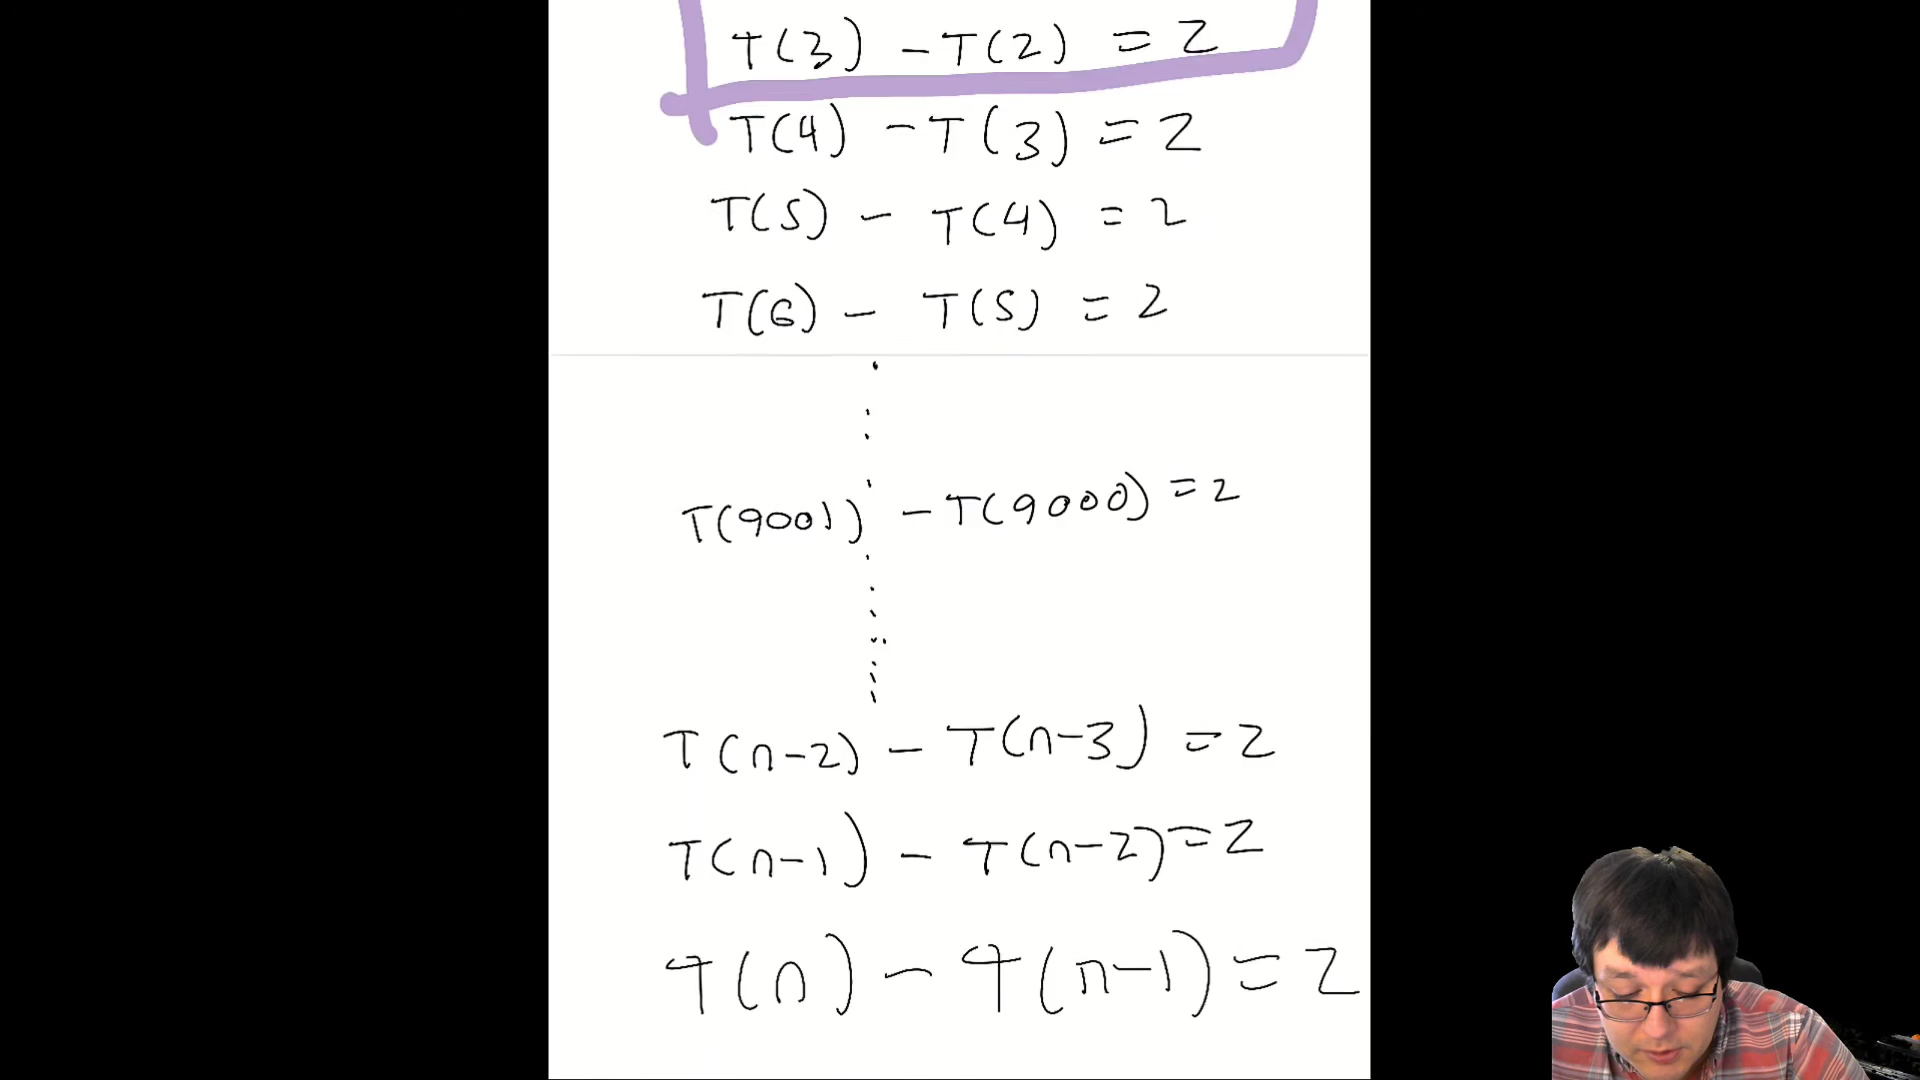 T(3) - T(2) = 2
T(4) - T(3) = 2
T(5) - T(4) = 2
T(6) - T(5) = 2
T(9001) - T(9000) = 2
T(n-2) - T(n-3) = 2
T(n-1) - T(n-2) = 2
T(n) - T(n-1) = 2